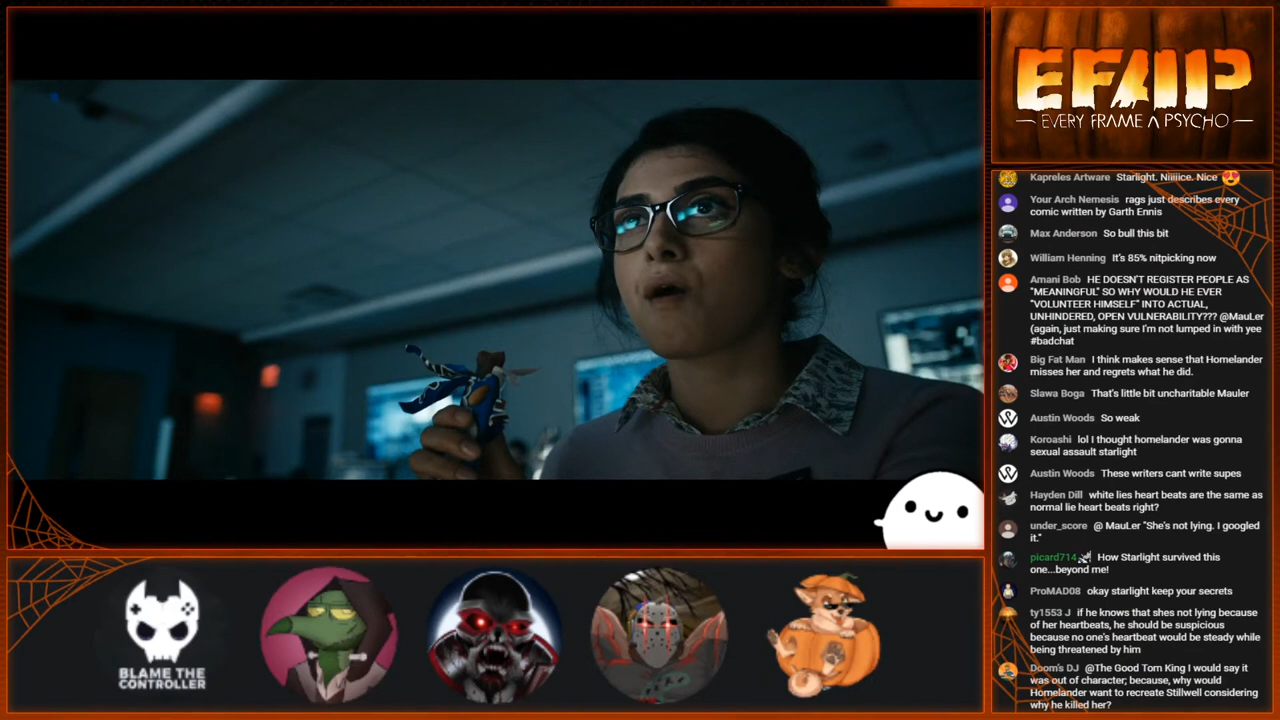 EFAP
EVERY FRAME A PSYCHO
Kapreles Artware Starlight. Niiiiice. Nice
Your Arch Nemesis rags just describes every
comic written by Garth Ennis
Max Anderson So bull this bit
William Henning It's 85% nitpicking now
Amani Bob HE DOESN'T REGISTER PEOPLE AS
"MEANINGFUL" SO WHY WOULD HE EVER
"VOLUNTEER HIMSELF" INTO ACTUAL,
UNHINDERED, OPEN VULNERABILITY??? @MauLer
(again, just making sure I'm not lumped in with yee
#badchat
Big Fat Man I think makes sense that Homelander
misses her and regrets what he did.
Slawa Boga That's little bit uncharitable Mauler
Austin Woods So weak
Koroashi lol I thought homelander was gonna
sexual assault starlight
Austin Woods These writers cant write supes
Hayden Dill white lies heart beats are the same as
normal lie heart beats right?
under_score @ MauLer "She's not lying. I googled
it."
picard714 How Starlight survived this
one...beyond me!
ProMAD08 okay starlight keep your secrets
ty1553 J if he knows that shes not lying because
of her heartbeats, he should be suspicious
because no one's heartbeat would be steady while
being threatened by him
Doom's DJ @The Good Tom King I would say it
was out of character; because, why would
Homelander want to recreate Stillwell considering
why he killed her?
BLAME THE
CONTROLLER